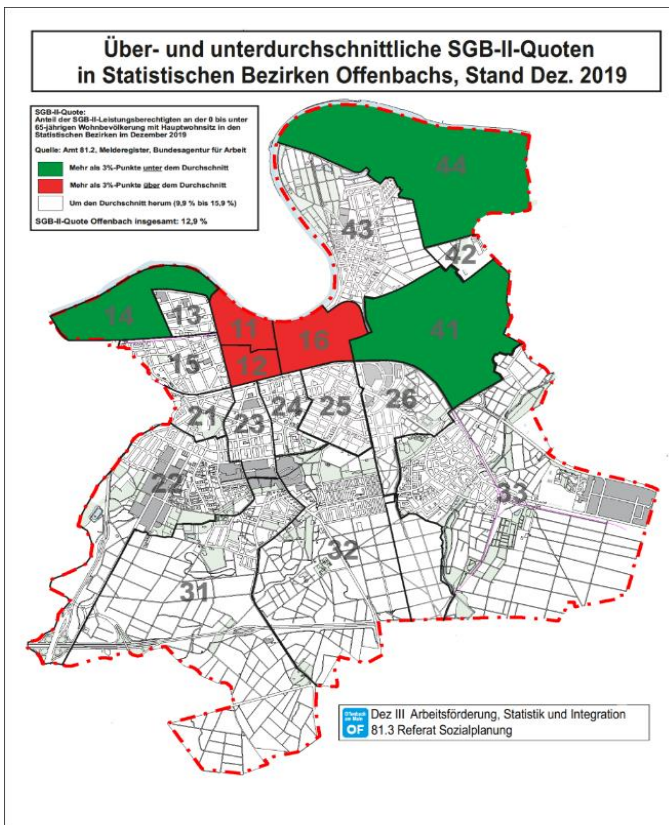 Über- und unterdurchschnittliche SGB-II-Quoten
in Statistischen Bezirken Offenbachs, Stand Dez. 2019
SGB-II-Quote:
Anteil der SGB-II-Leistungsberechtigten an der 0 bis unter
65-jährigen Wohnbevölkerung mit Hauptwohnsitz in den
Statistischen Bezirken im Dezember 2019
Quelle: Amt 81.2, Melderegister, Bundesagentur für Arbeit
Mehr als 3%-Punkte unter dem Durchschnitt
Mehr als 3%-Punkte über dem Durchschnitt
Um den Durchschnitt herum (9,9 % bis 15,9 %)
SGB-II-Quote Offenbach insgesamt: 12,9 %
44
43
42
14
13
11
16
41
15
12
21
23
24
25
26
22
33
32
31
Offenbach
am Main
OF
Dez III Arbeitsförderung, Statistik und Integration
81.3 Referat Sozialplanung